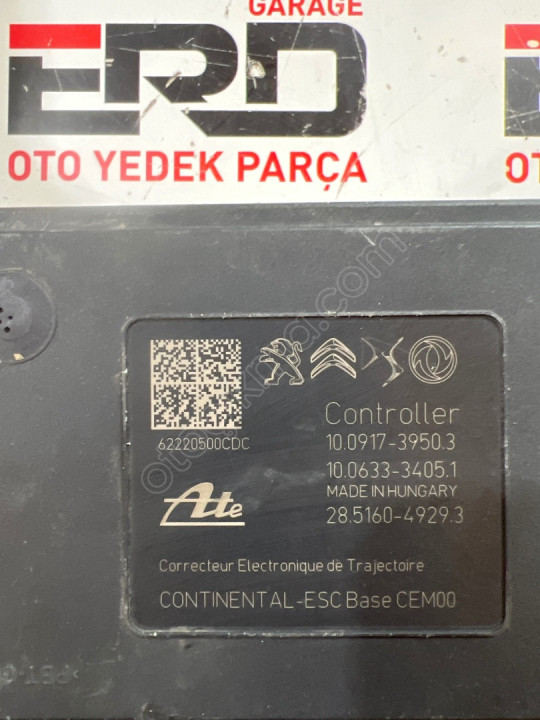 GARAGE
ERD
OTO YEDEK PARÇA
62220500CDC
Controller
10.0917-3950.3
10.0633-3405.1
MADE IN HUNGARY
28.5160-4929.3
Ate
Correcteur Electronique de Trajectoire
CONTINENTAL-ESC Base CEM00